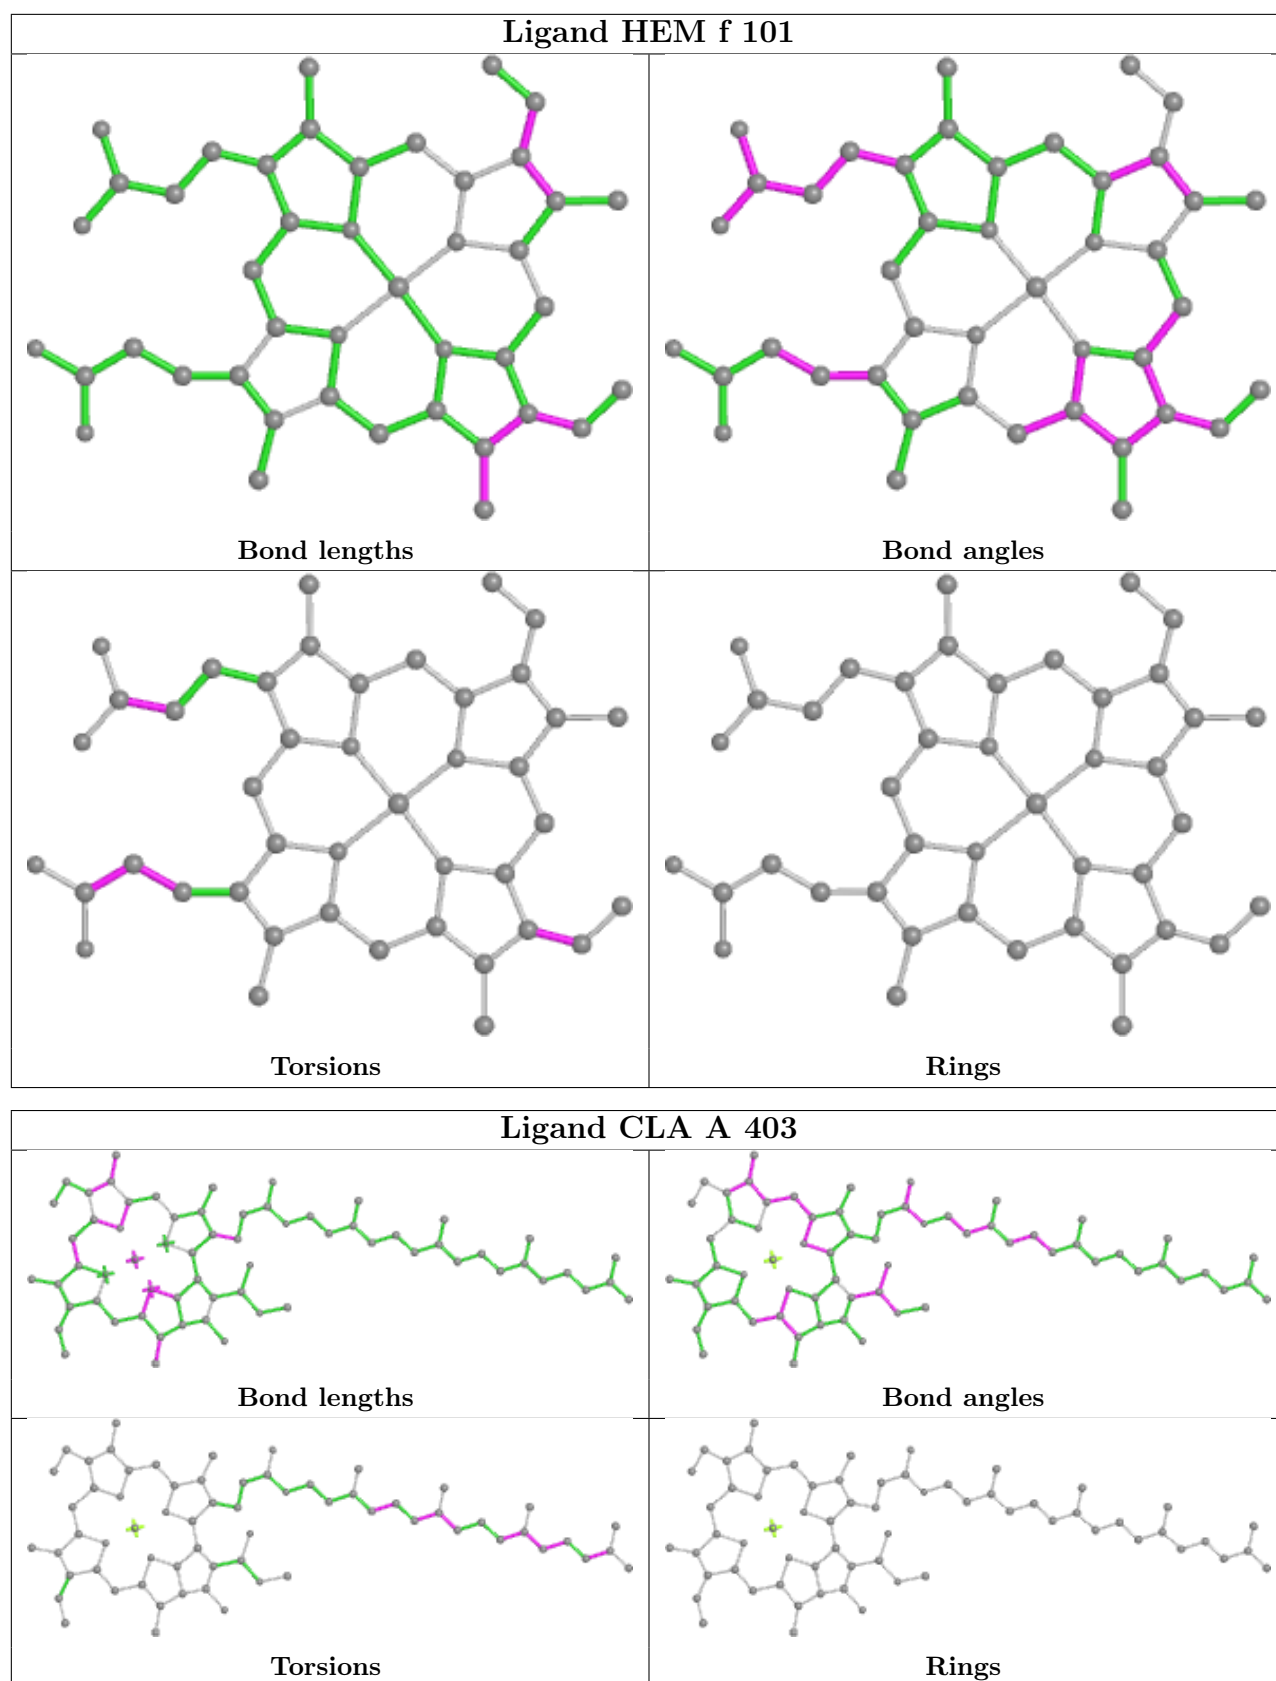 Ligand HEM f 101
Bond lengths
Bond angles
Torsions
Rings
Ligand CLA A 403
Bond lengths
Bond angles
Torsions
Rings